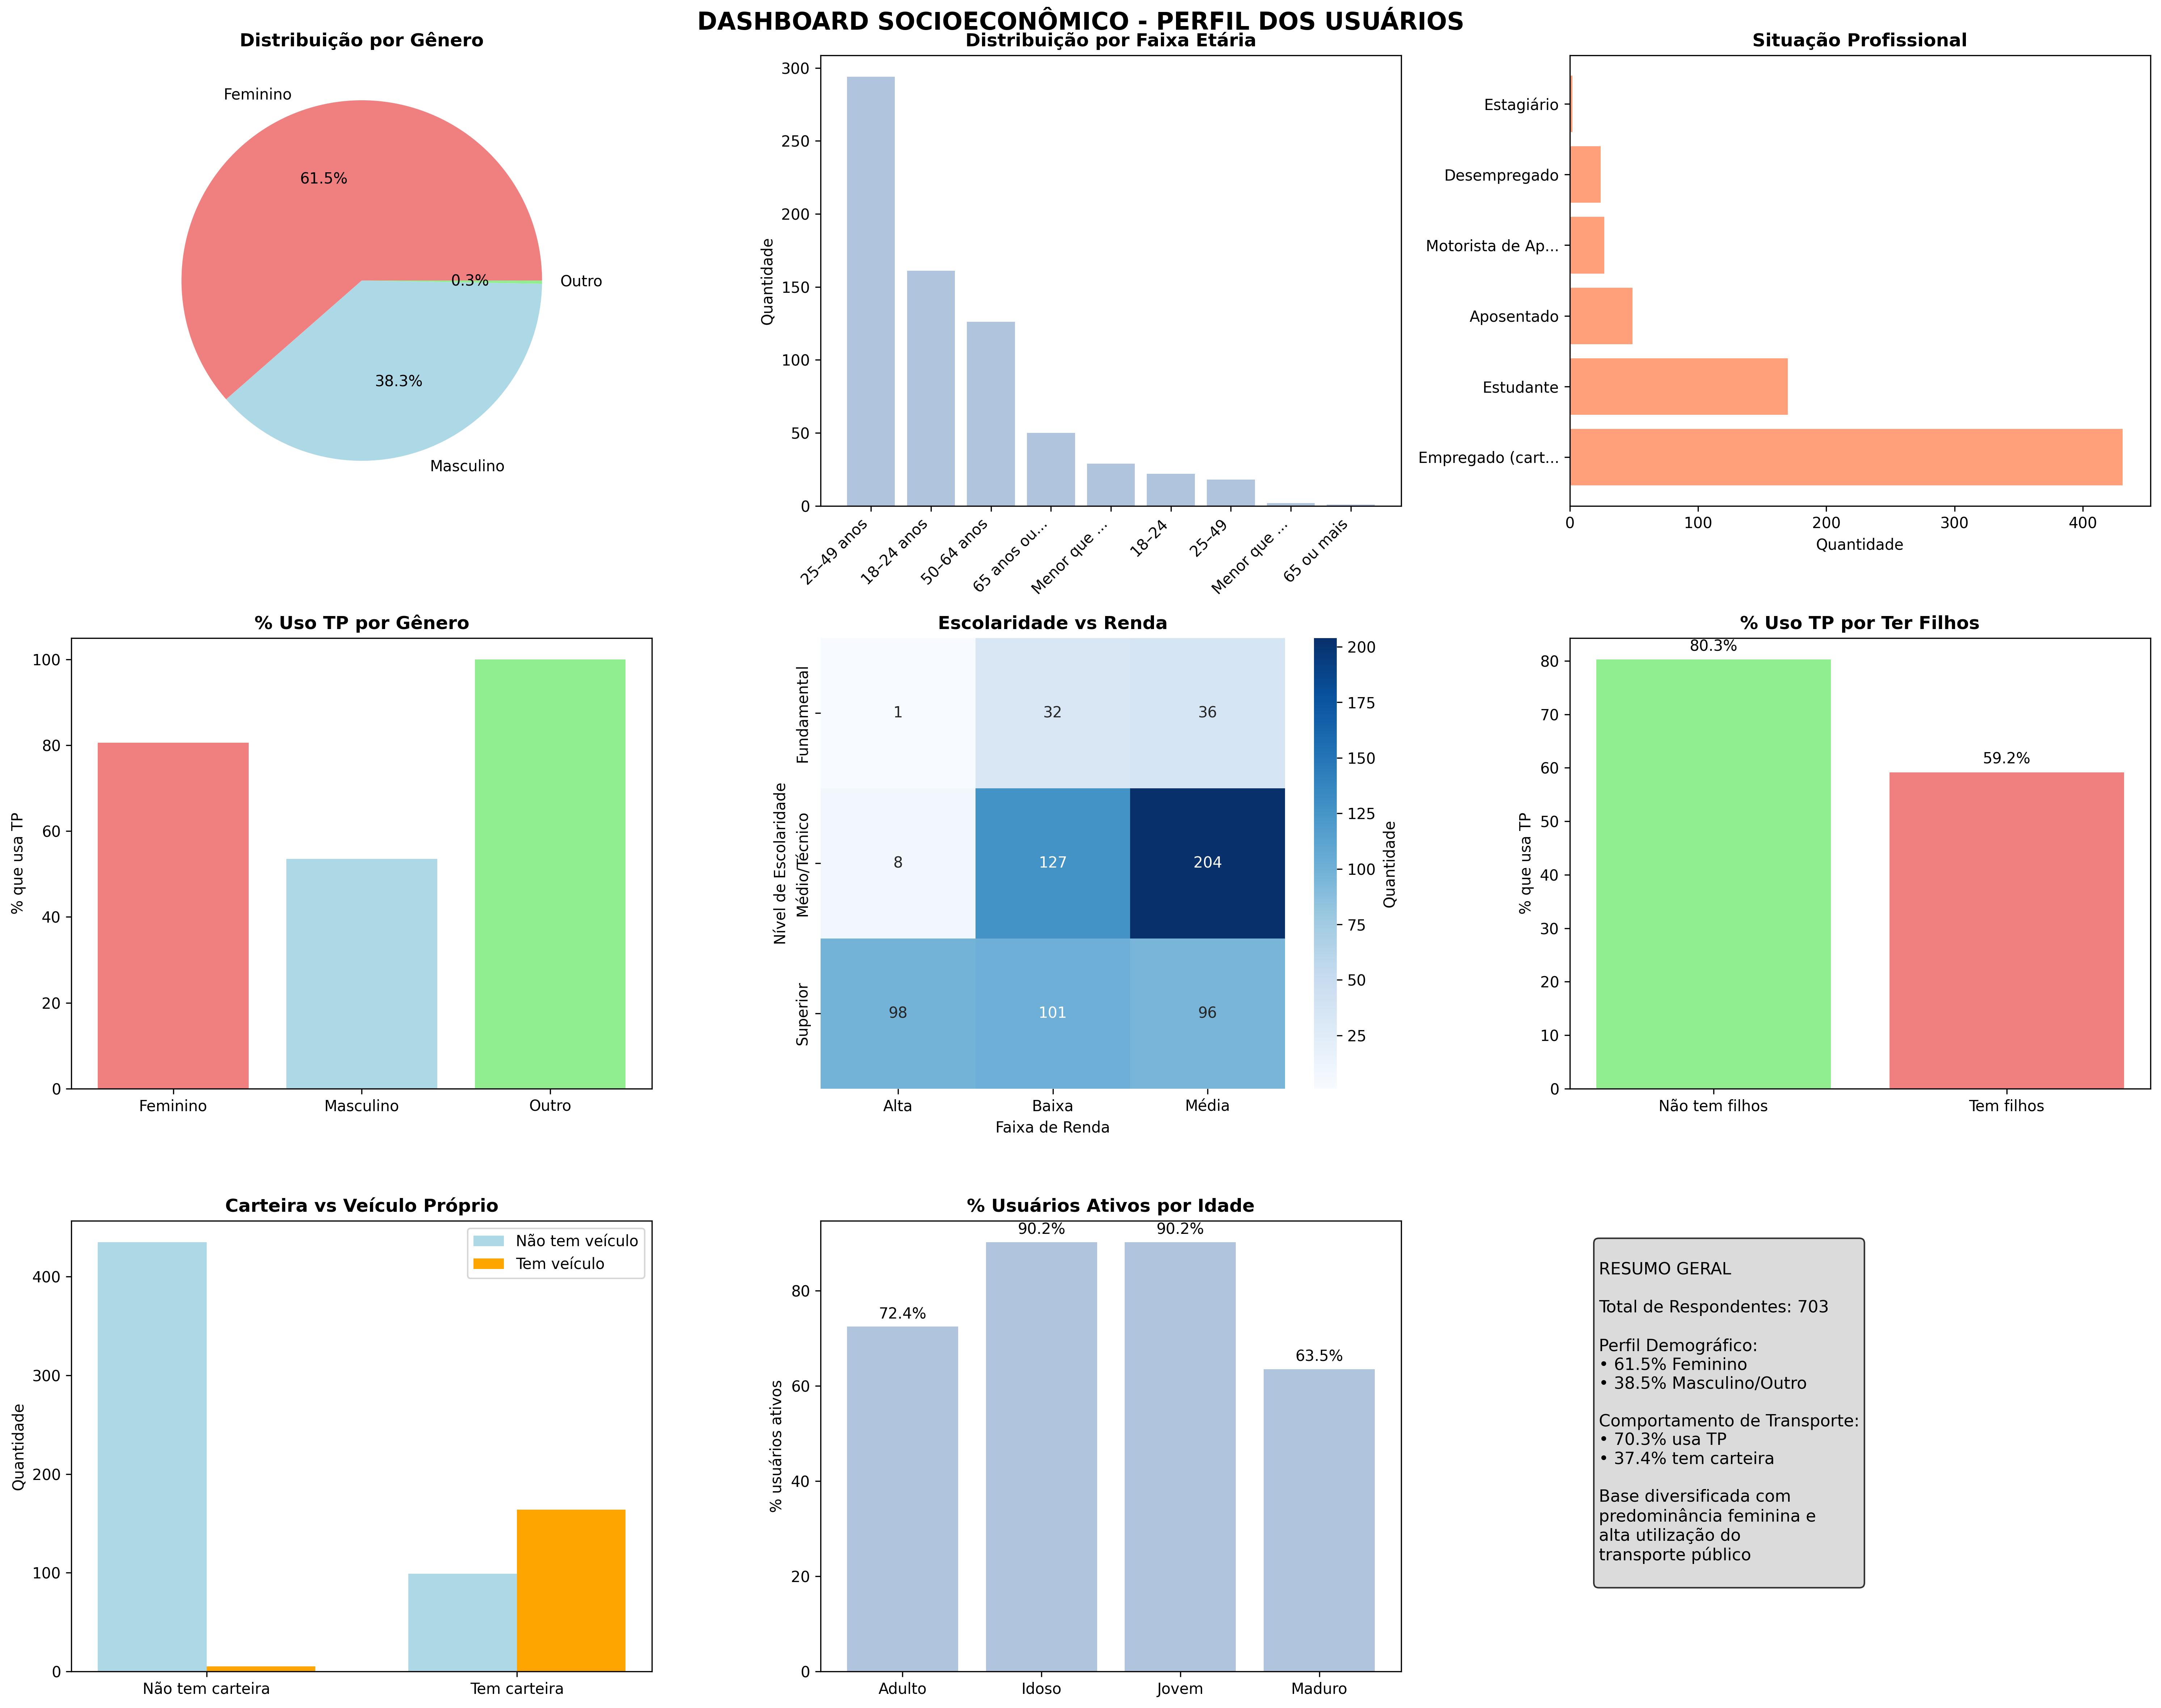 DASHBOARD SOCIOECONÔMICO - PERFIL DOS USUÁRIOS
Distribuição por Gênero
Feminino
61.5%
0.3%
Outro
38.3%
Masculino
Distribuição por Faixa Etária
Quantidade
300
250
200
150
100
50
0
25–49 anos
18–24 anos
50–64 anos
65 anos ou...
Menor que ...
18–24
25–49
Menor que ...
65 ou mais
Situação Profissional
Estagiário
Desempregado
Motorista de Ap...
Aposentado
Estudante
Empregado (cart...
0
100
200
300
400
Quantidade
% Uso TP por Gênero
% que usa TP
100
80
60
40
20
0
Feminino
Masculino
Outro
Escolaridade vs Renda
Nível de Escolaridade
Fundamental
Médio/Técnico
Superior
1
32
36
8
127
204
98
101
96
Alta
Baixa
Média
Faixa de Renda
200
175
150
125
100
75
50
25
Quantidade
% Uso TP por Ter Filhos
% que usa TP
80
70
60
50
40
30
20
10
0
80.3%
59.2%
Não tem filhos
Tem filhos
Carteira vs Veículo Próprio
Não tem veículo
Tem veículo
Quantidade
400
300
200
100
0
Não tem carteira
Tem carteira
% Usuários Ativos por Idade
% usuários ativos
80
60
40
20
0
72.4%
90.2%
90.2%
63.5%
Adulto
Idoso
Jovem
Maduro
RESUMO GERAL
Total de Respondentes: 703
Perfil Demográfico:
• 61.5% Feminino
• 38.5% Masculino/Outro
Comportamento de Transporte:
• 70.3% usa TP
• 37.4% tem carteira
Base diversificada com
predominância feminina e
alta utilização do
transporte público